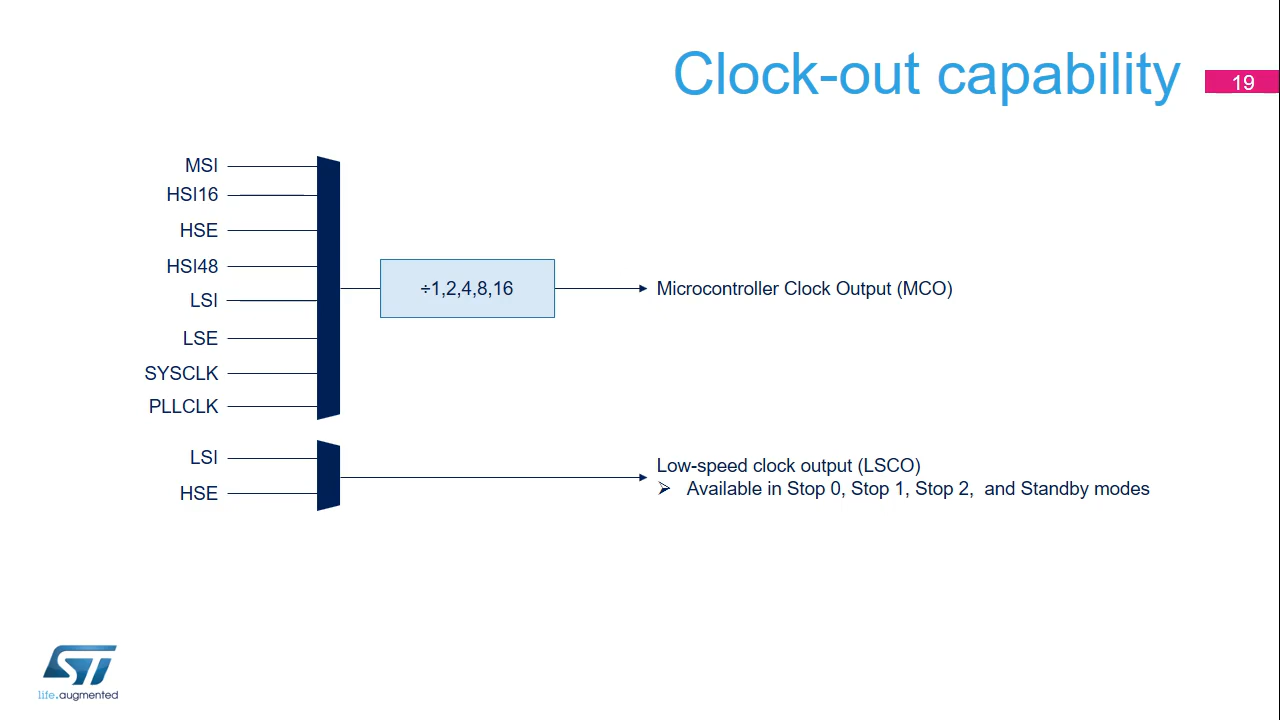 Clock-out capability
19
MSI
HSI16
HSE
HSI48
LSI
LSE
SYSCLK
PLLCLK
÷1,2,4,8,16
Microcontroller Clock Output (MCO)
LSI
HSE
Low-speed clock output (LSCO)
➢ Available in Stop 0, Stop 1, Stop 2, and Standby modes
ST
life.augmented